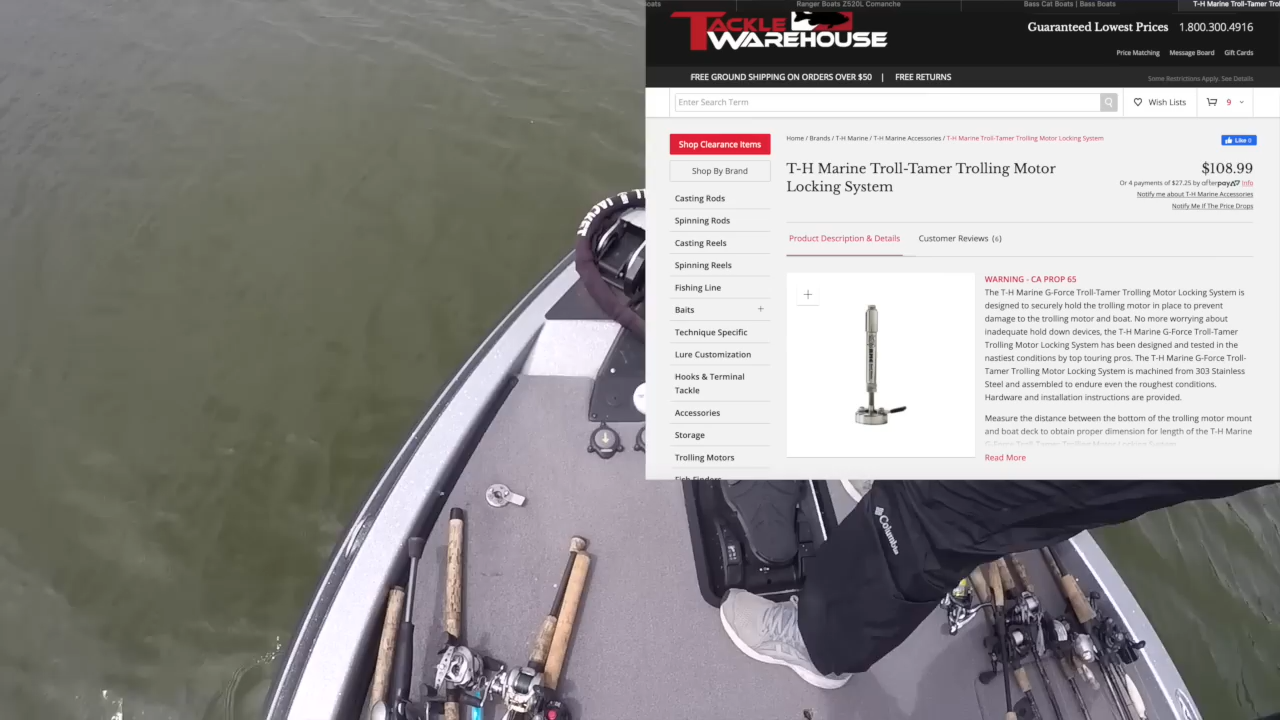 oats
Ranger Boats Z520L Comanche
Bass Cat Boats | Bass Boats
T-H Marine Troll-Tamer Trol
TACKLE
WAREHOUSE
Guaranteed Lowest Prices 1.800.300.4916
Price Matching Message Board Gift Cards
FREE GROUND SHIPPING ON ORDERS OVER $50 | FREE RETURNS
Some Restrictions Apply. See Details
Enter Search Term
Wish Lists
9
Home / Brands / T-H Marine / T-H Marine Accessories / T-H Marine Troll-Tamer Trolling Motor Locking System
Like 0
Shop Clearance Items
Shop By Brand
Casting Rods
Spinning Rods
Casting Reels
Spinning Reels
Fishing Line
Baits +
Technique Specific
Lure Customization
Hooks & Terminal
Tackle
Accessories
Storage
Trolling Motors
Fish Finders
T-H Marine Troll-Tamer Trolling Motor
Locking System
$108.99
Or 4 payments of $27.25 by afterpay Info
Notify me about T-H Marine Accessories
Notify Me If The Price Drops
Product Description & Details Customer Reviews (6)
WARNING - CA PROP 65
The T-H Marine G-Force Troll-Tamer Trolling Motor Locking System is
designed to securely hold the trolling motor in place to prevent
damage to the trolling motor and boat. No more worrying about
inadequate hold down devices, the T-H Marine G-Force Troll-Tamer
Trolling Motor Locking System has been designed and tested in the
nastiest conditions by top touring pros. The T-H Marine G-Force Troll-
Tamer Trolling Motor Locking System is machined from 303 Stainless
Steel and assembled to endure even the roughest conditions.
Hardware and installation instructions are provided.
Measure the distance between the bottom of the trolling motor mount
and boat deck to obtain proper dimension for length of the T-H Marine
G-Force Troll-Tamer Trolling Motor Locking System.
Read More
Columbia